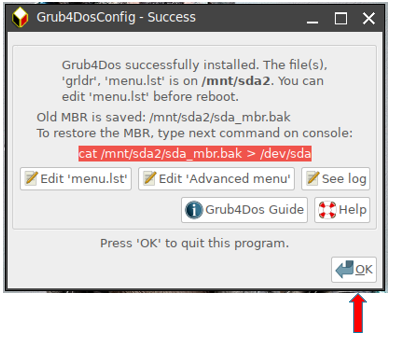 Grub4DosConfig - Success
Grub4Dos successfully installed. The file(s),
'grldr', 'menu.lst' is on /mnt/sda2. You can
edit 'menu.lst' before reboot.
Old MBR is saved: /mnt/sda2/sda_mbr.bak
To restore the MBR, type next command on console:
cat /mnt/sda2/sda_mbr.bak > /dev/sda
Edit 'menu.lst' Edit 'Advanced menu' See log
Grub4Dos Guide Help
Press 'OK' to quit this program.
OK